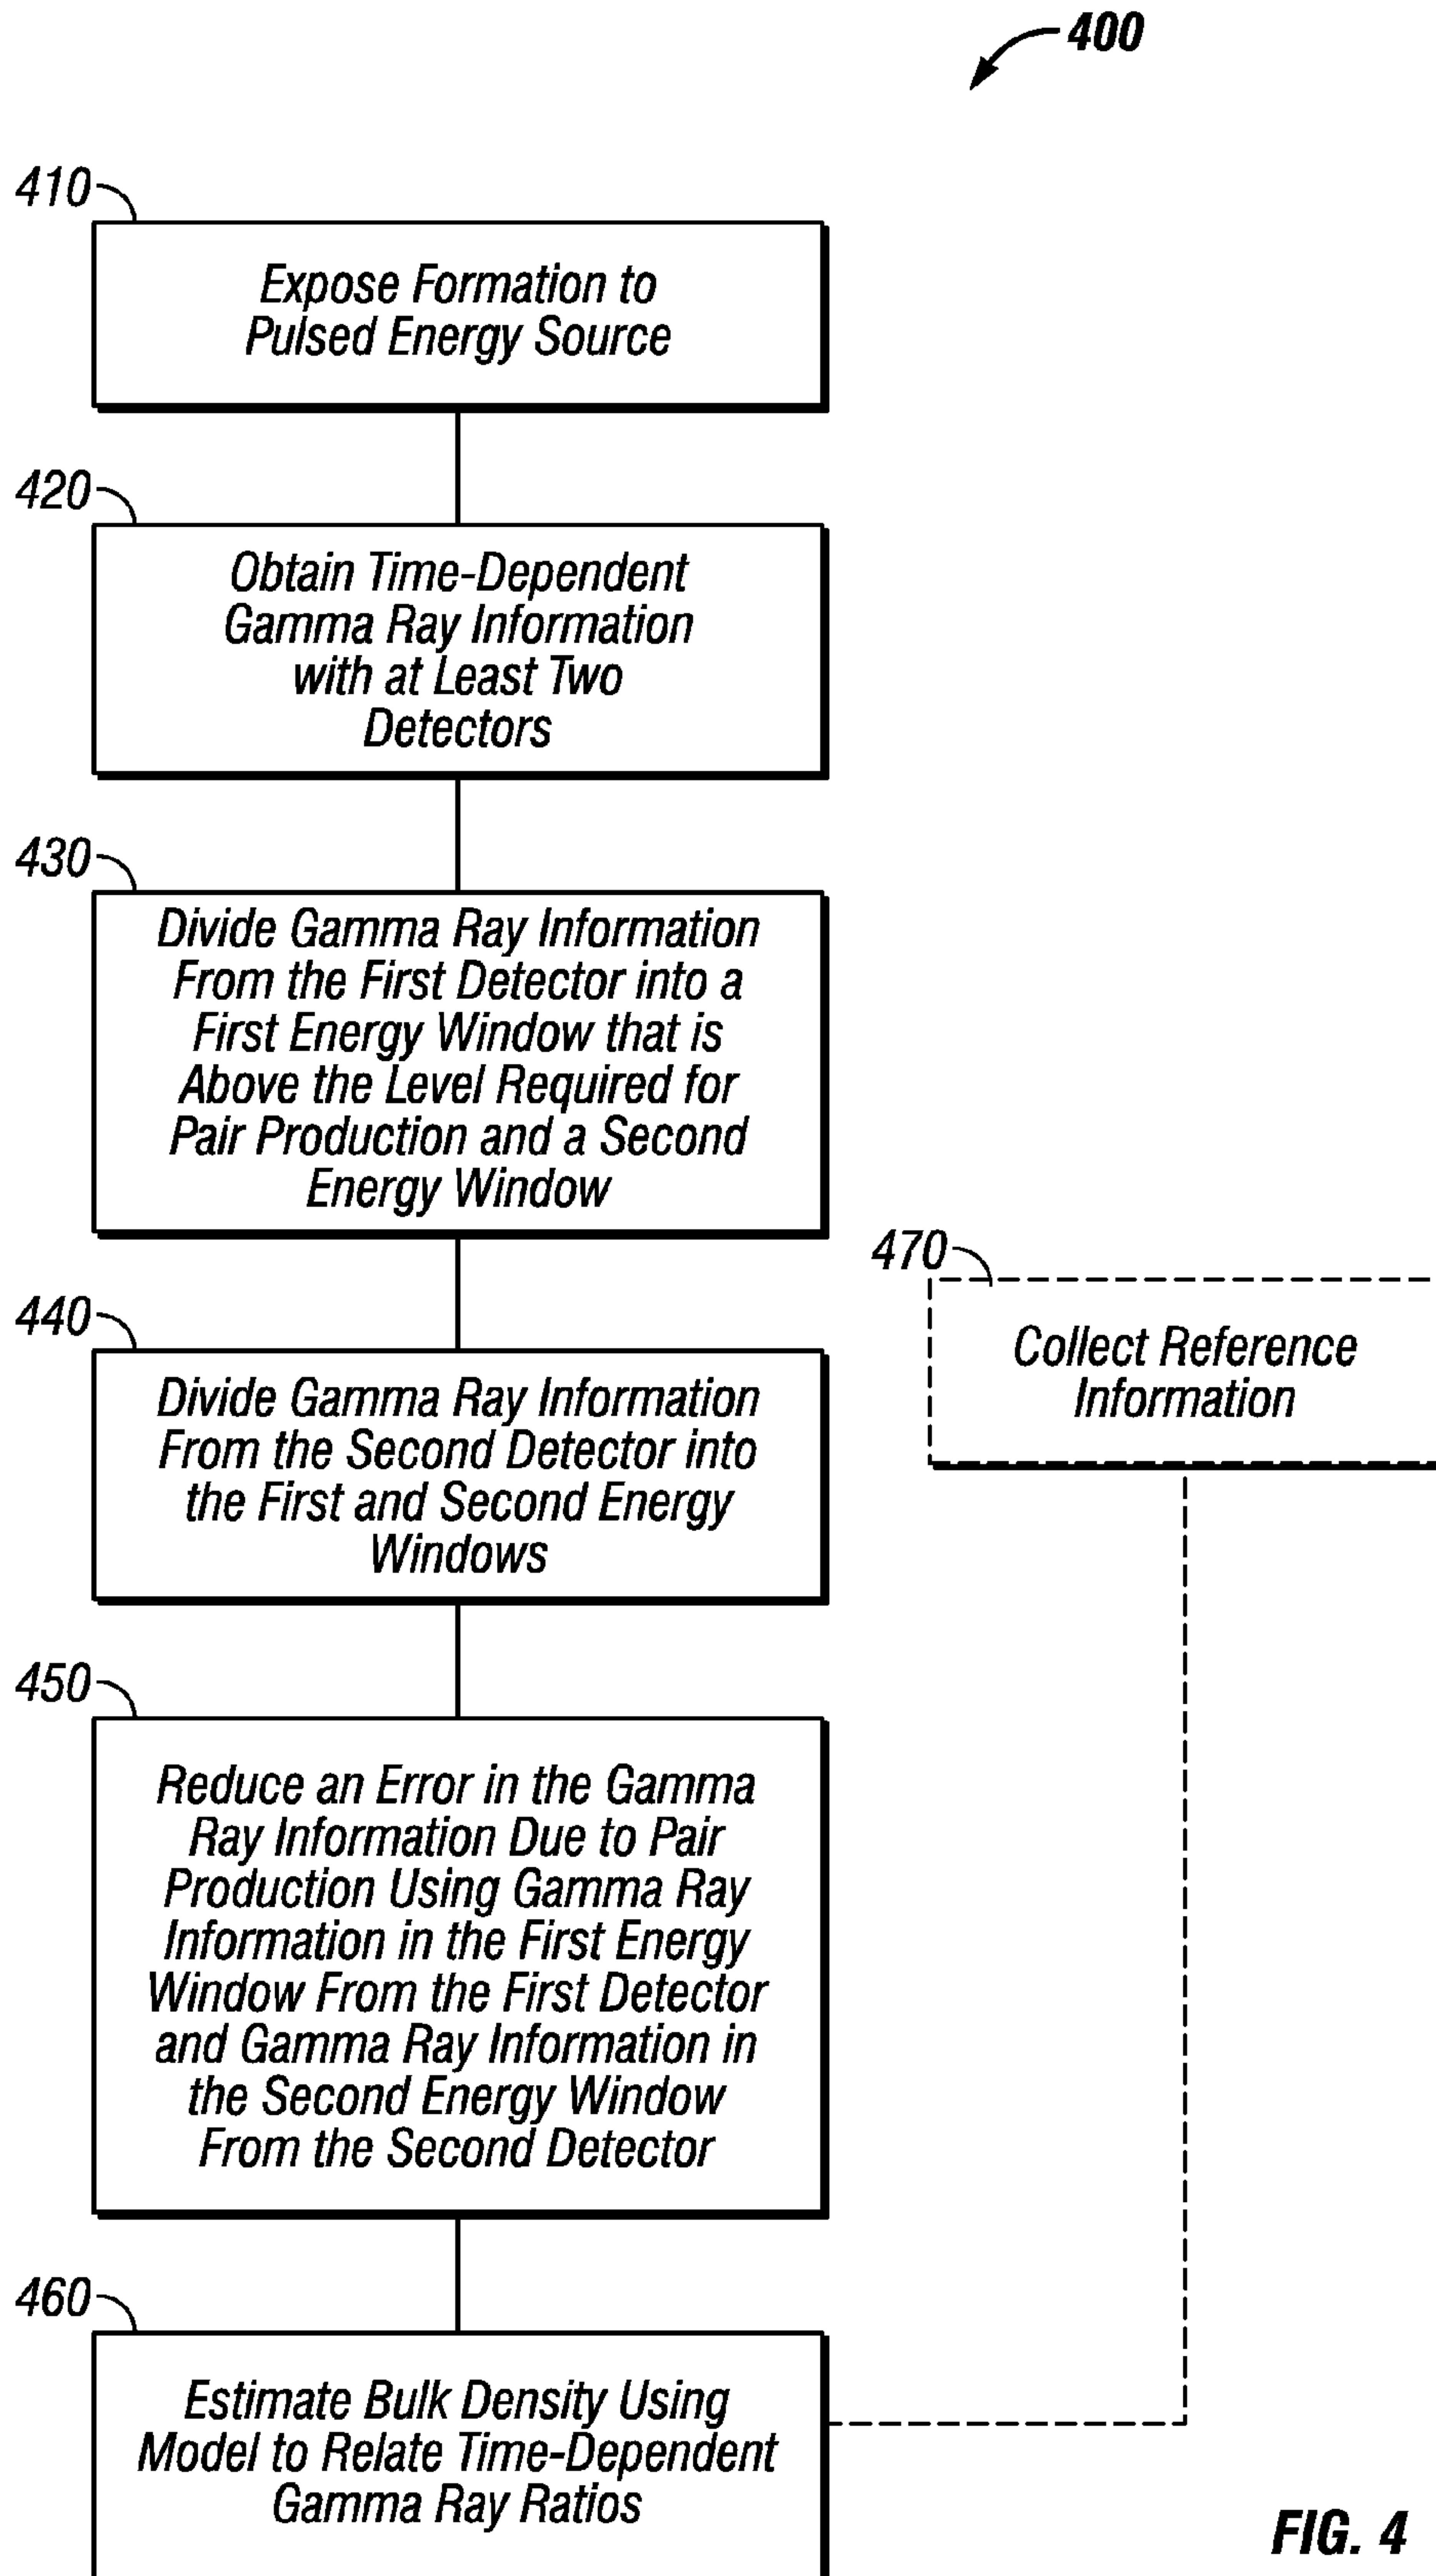 400
410
Expose Formation to
Pulsed Energy Source
420
Obtain Time-Dependent
Gamma Ray Information
with at Least Two
Detectors
430
Divide Gamma Ray Information
From the First Detector into a
First Energy Window that is
Above the Level Required for
Pair Production and a Second
Energy Window
470
Collect Reference
Information
440
Divide Gamma Ray Information
From the Second Detector into
the First and Second Energy
Windows
450
Reduce an Error in the Gamma
Ray Information Due to Pair
Production Using Gamma Ray
Information in the First Energy
Window From the First Detector
and Gamma Ray Information in
the Second Energy Window
From the Second Detector
460
Estimate Bulk Density Using
Model to Relate Time-Dependent
Gamma Ray Ratios
FIG. 4